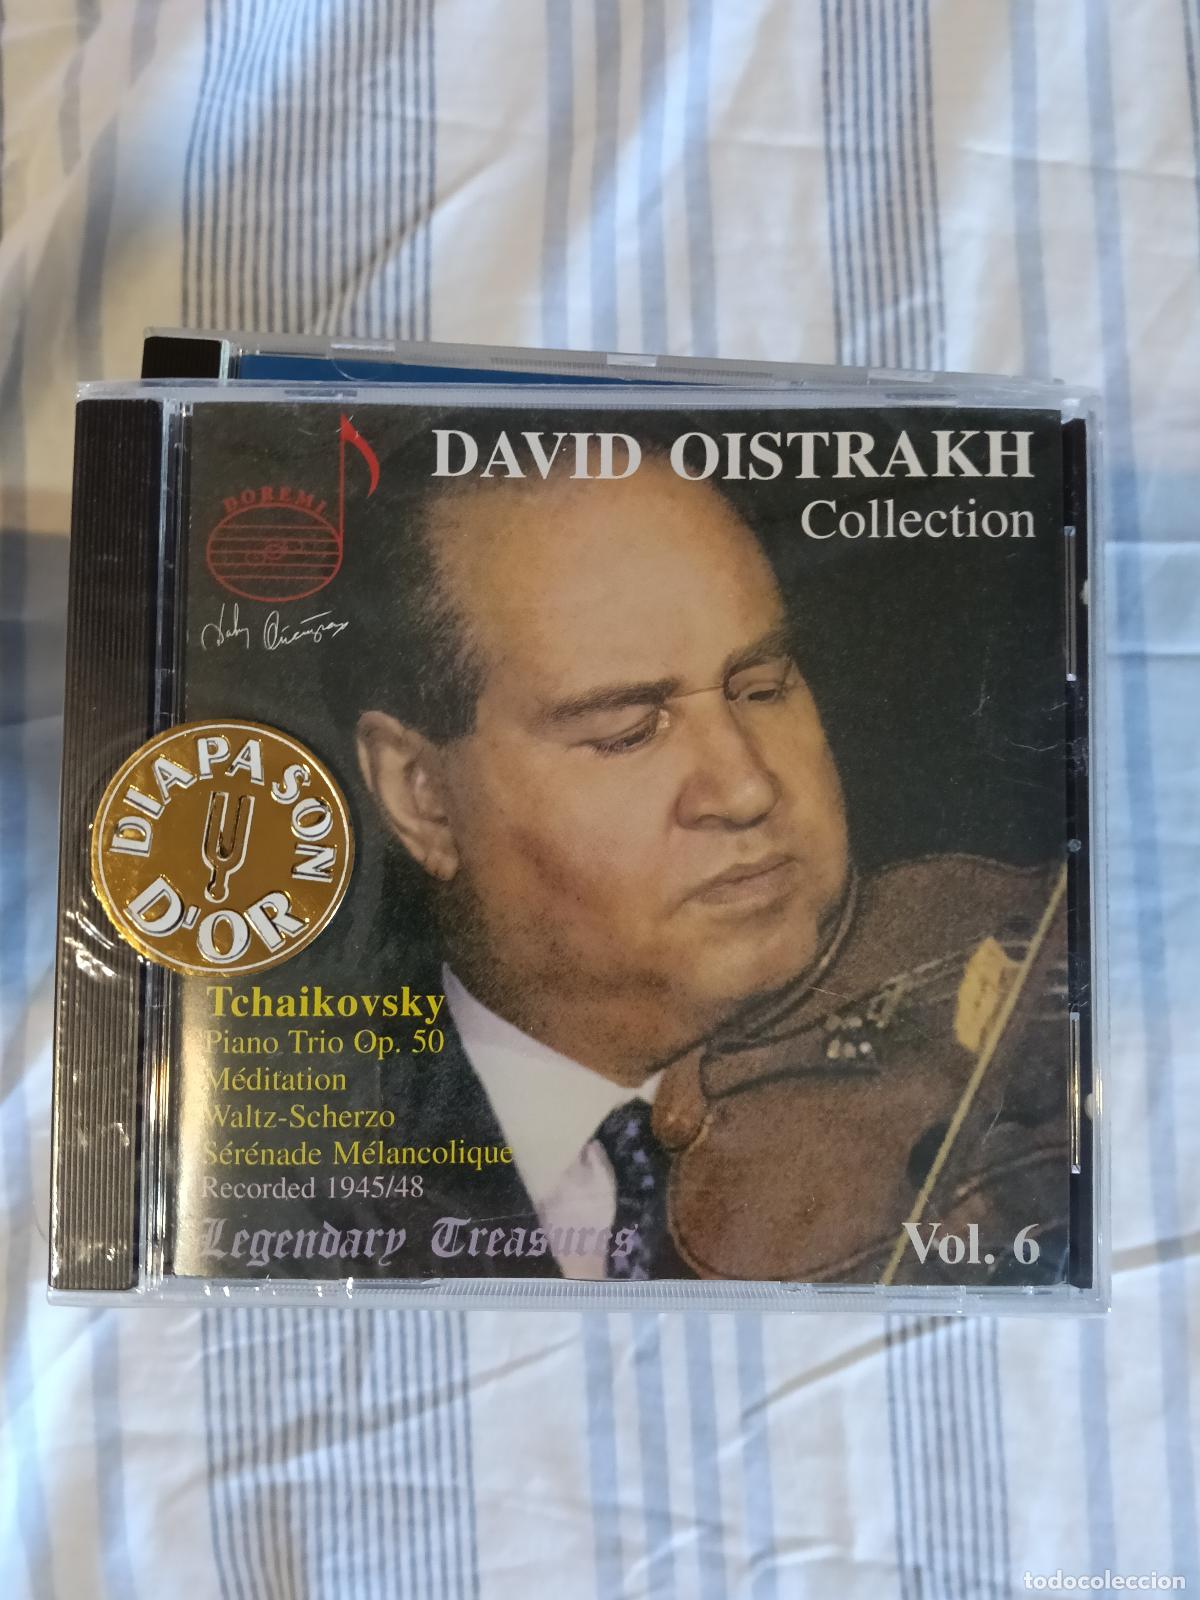 DAVID OISTRAKH
Collection
DOREMI
DIAPASON
D'OR
Tchaikovsky
Piano Trio Op. 50
Méditation
Waltz-Scherzo
Sérénade Mélancolique
Recorded 1945/48
Legendary Treasures
Vol. 6
todocoleccion